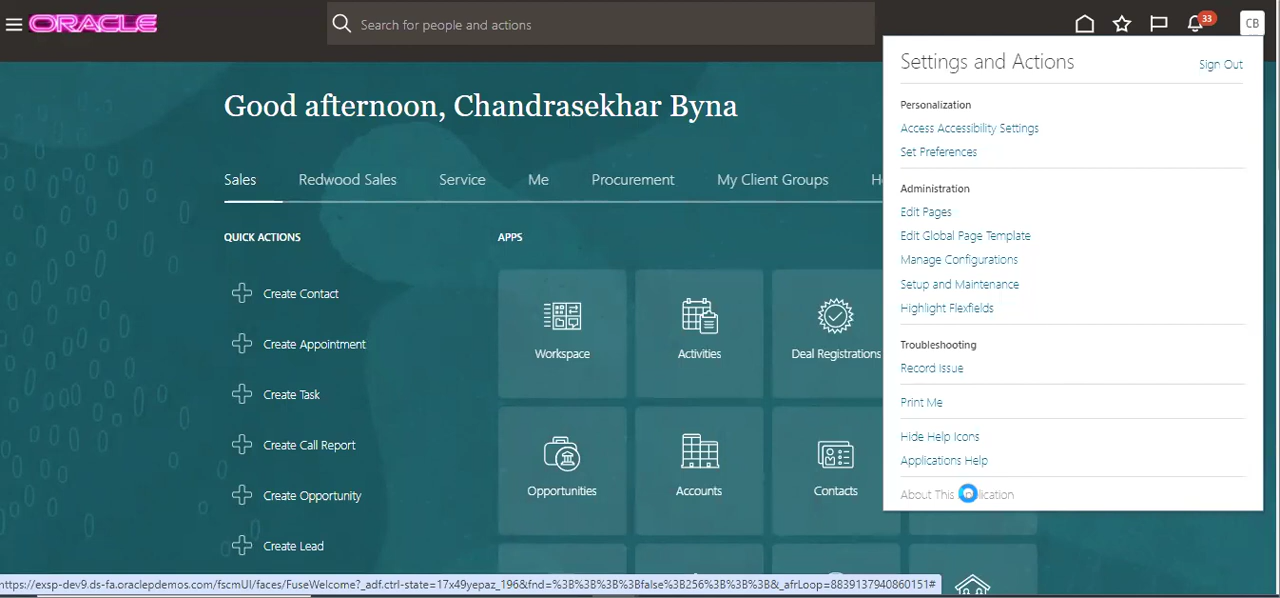 ORACLE
Search for people and actions
33
CB
Settings and Actions
Sign Out
Personalization
Access Accessibility Settings
Set Preferences
Administration
Edit Pages
Edit Global Page Template
Manage Configurations
Setup and Maintenance
Highlight Flexfields
Troubleshooting
Record Issue
Print Me
Hide Help Icons
Applications Help
About This
Good afternoon, Chandrasekhar Byna
Sales Redwood Sales Service Me Procurement My Client Groups
QUICK ACTIONS
Create Contact
Create Appointment
Create Task
Create Call Report
Create Opportunity
Create Lead
APPS
Workspace Activities Deal Registrations
Opportunities Accounts Contacts
https://exsp-dev9.ds-fa.oraclepdemos.com/fscmUI/faces/FuseWelcome?_adf.ctrl-state=17x49yepaz_196&fnd=%3B%3B%3B%3Bfalse%3B256%3B%3B%3B&_afrLoop=8839137940860151#